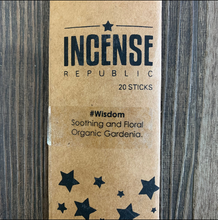 INCENSE
REPUBLIC
20 STICKS
#Wisdom
Soothing and Floral
Organic Gardenia.